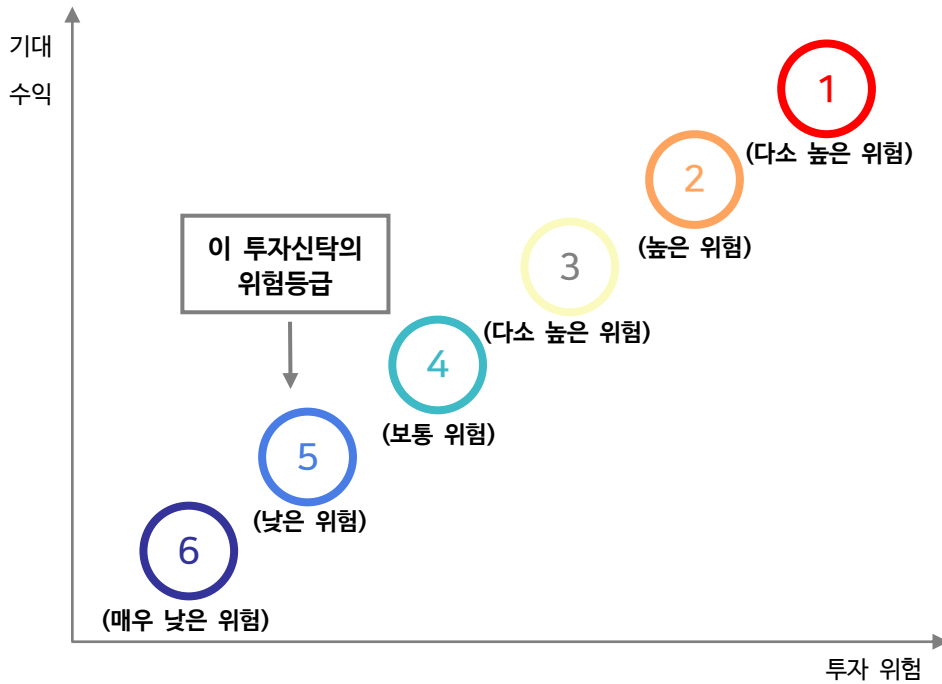 기대
수익
1
(다소 높은 위험)
2
(높은 위험)
이 투자신탁의
위험등급
3
(다소 높은 위험)
4
(보통 위험)
5
(낮은 위험)
6
(매우 낮은 위험)
투자 위험